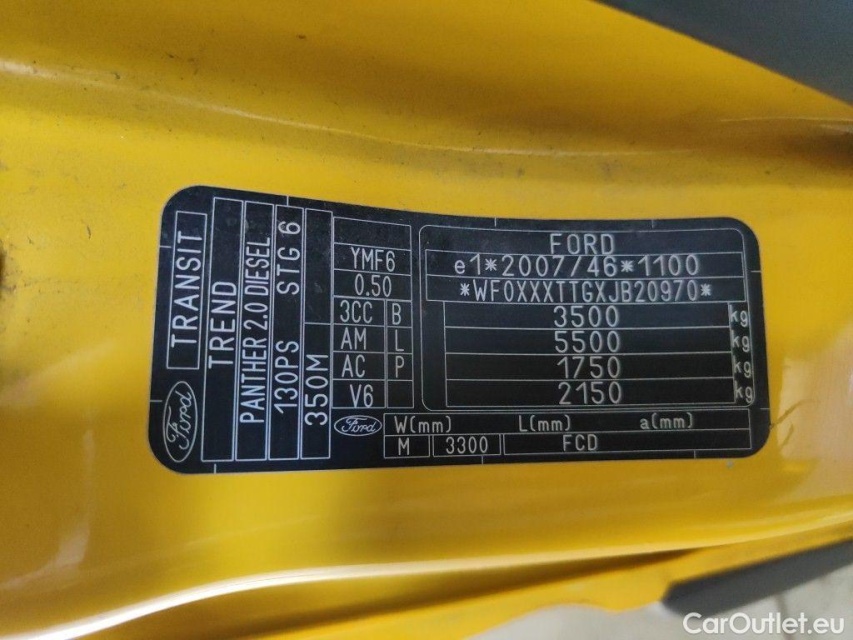 TRANSIT
TREND
PANTHER 2.0 DIESEL
130PS STG 6
350M
Ford
YMF6
0.50
3CC B
AM L
AC P
V6
FORD
e1*2007/46*1100
*WF0XXXTTGXJB20970*
3500 kg
5500 kg
1750 kg
2150 kg
Ford
W(mm) L(mm) a(mm)
M 3300 FCD
CarOutlet.eu